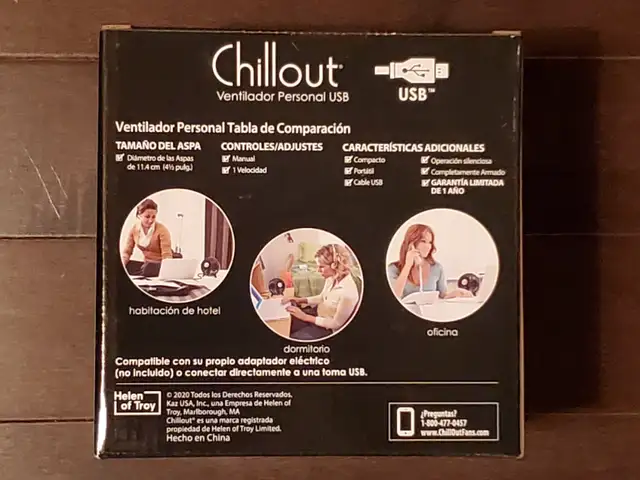 Chillout®
Ventilador Personal USB
USB™
Ventilador Personal Tabla de Comparación
TAMAÑO DEL ASPA
Diámetro de las Aspas
de 11.4 cm (4½ pulg.)
CONTROLES/ADJUSTES
Manual
1 Velocidad
CARACTERÍSTICAS ADICIONALES
Compacto
Portátil
Cable USB
Operación silenciosa
Completamente Armado
GARANTÍA LIMITADA
DE 1 AÑO
habitación de hotel
dormitorio
oficina
Compatible con su propio adaptador eléctrico
(no incluido) o conectar directamente a una toma USB.
Helen
of Troy
© 2020 Todos los Derechos Reservados.
Kaz USA, Inc., una Empresa de Helen of
Troy, Marlborough, MA
Chillout® es una marca registrada
propiedad de Helen of Troy Limited.
Hecho en China
¿Preguntas?
1-800-477-0457
www.ChillOutFans.com